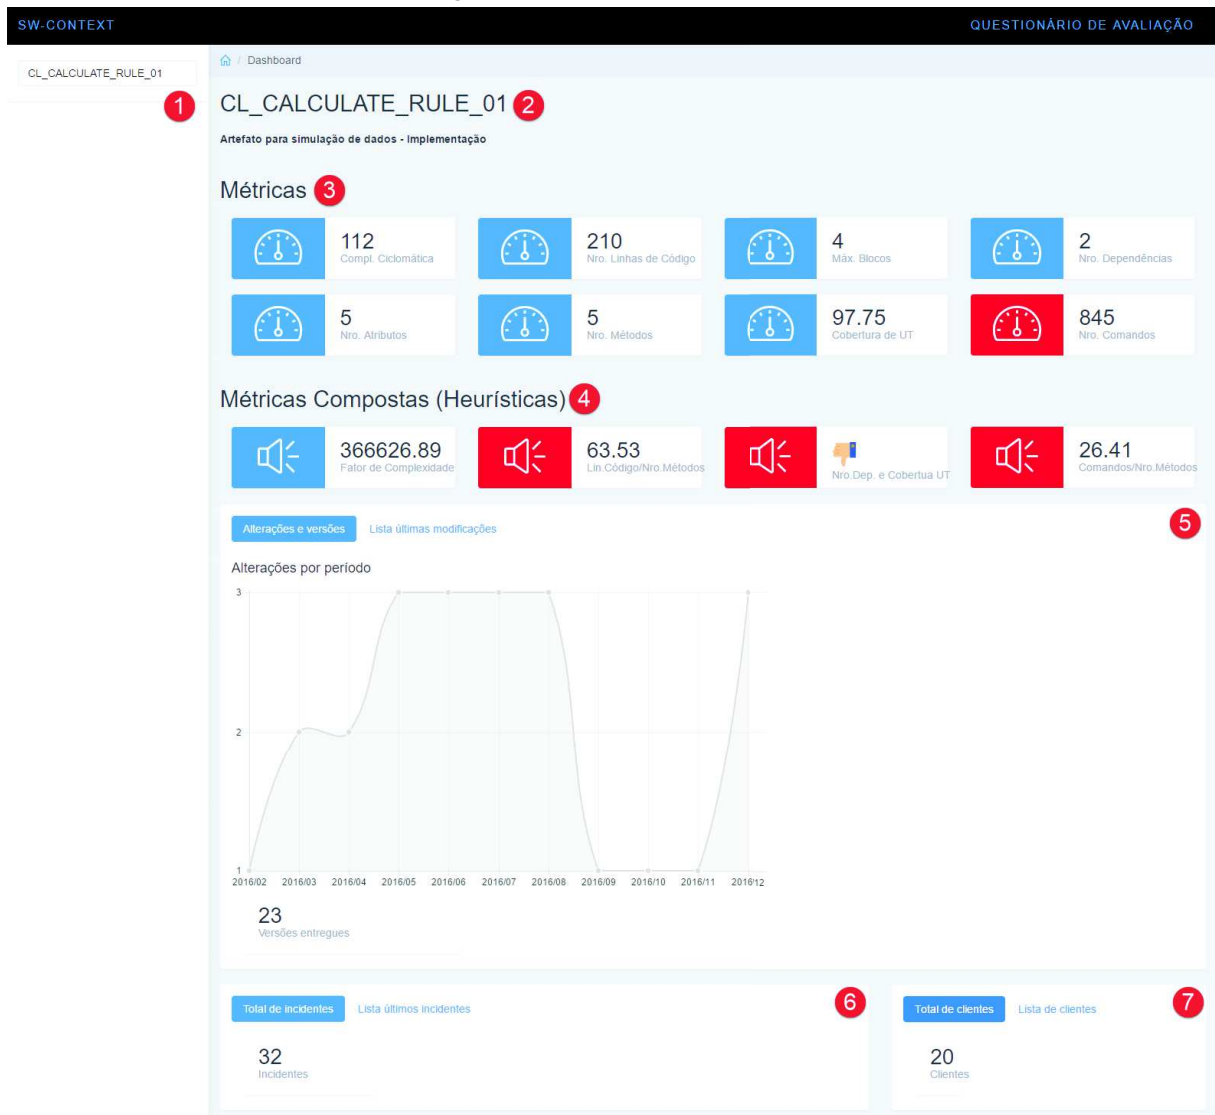 SW-CONTEXT
QUESTIONÁRIO DE AVALIAÇÃO
CL_CALCULATE_RULE_01
1
/ Dashboard
CL_CALCULATE_RULE_01 2
Artefato para simulação de dados - Implementação
Métricas 3
112
Compl. Ciclomática
210
Nro. Linhas de Código
4
Máx. Blocos
2
Nro. Dependências
5
Nro. Atributos
5
Nro. Métodos
97.75
Cobertura de UT
845
Nro. Comandos
Métricas Compostas (Heurísticas) 4
366626.89
Fator de Complexidade
63.53
Lin.Código/Nro.Métodos
Nro.Dep. e Cobertua UT
26.41
Comandos/Nro.Métodos
Alterações e versões
Lista últimas modificações
5
Alterações por período
3
2
1
2016/02 2016/03 2016/04 2016/05 2016/06 2016/07 2016/08 2016/09 2016/10 2016/11 2016/12
23
Versões entregues
Total de incidentes
Lista últimos incidentes
6
32
Incidentes
Total de clientes
Lista de clientes
7
20
Clientes